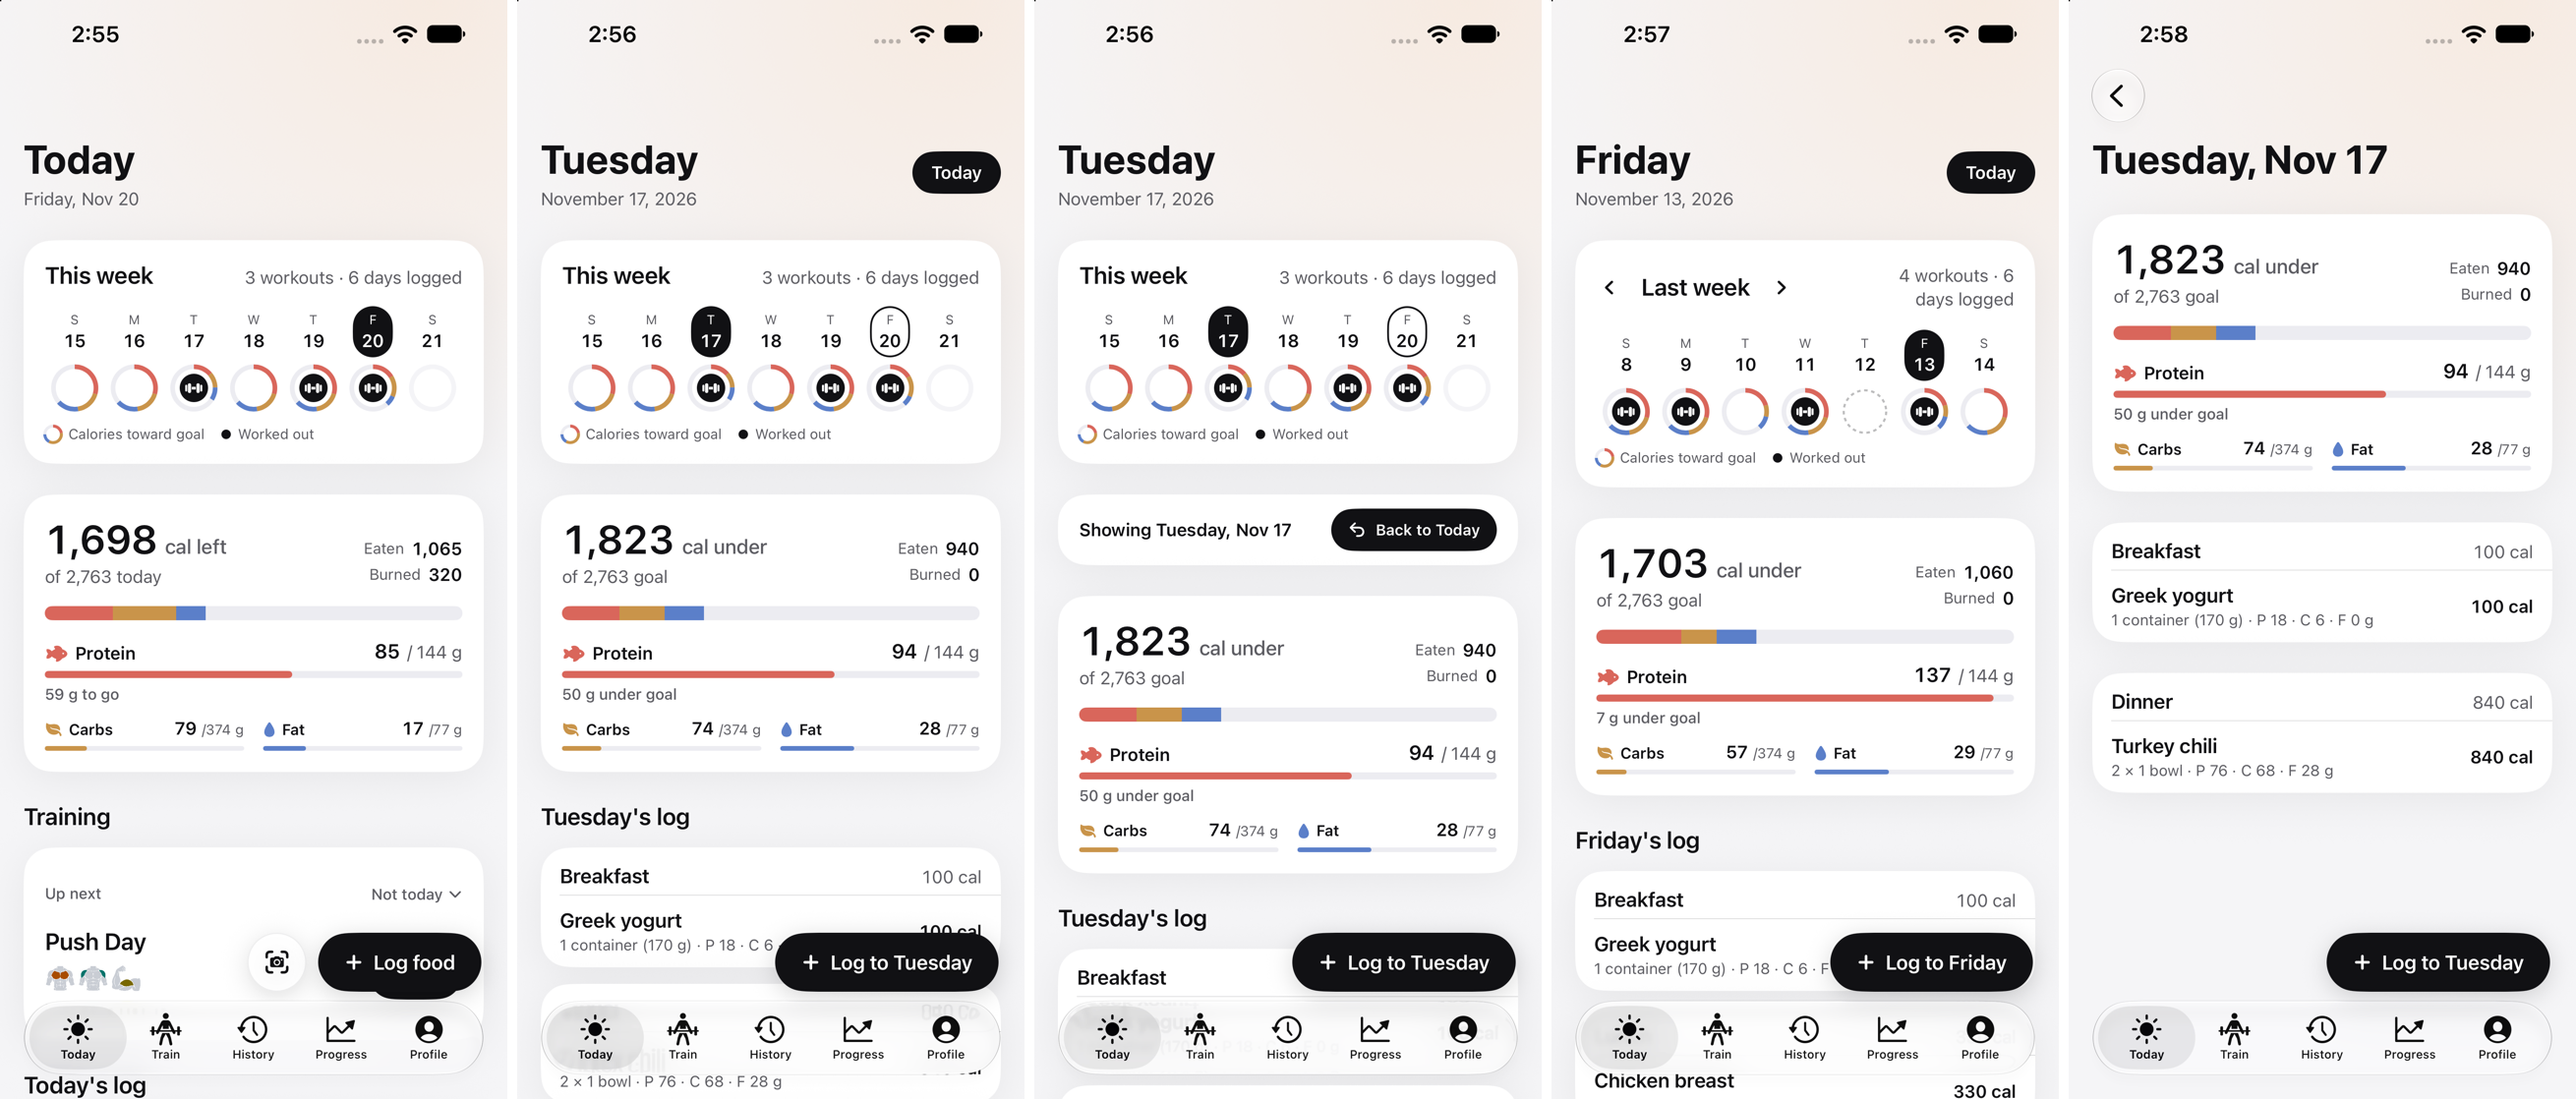 2:55
Today
Friday, Nov 20
This week 3 workouts · 6 days logged
S M T W T F S
15 16 17 18 19 20 21
Calories toward goal Worked out
1,698 cal left Eaten 1,065
of 2,763 today Burned 320
Protein 85 / 144 g
59 g to go
Carbs 79 /374 g Fat 17 /77 g
Training
Up next Not today
Push Day
+ Log food
Today Train History Progress Profile
Today's log
2:56
Tuesday Today
November 17, 2026
This week 3 workouts · 6 days logged
S M T W T F S
15 16 17 18 19 20 21
Calories toward goal Worked out
1,823 cal under Eaten 940
of 2,763 goal Burned 0
Protein 94 / 144 g
50 g under goal
Carbs 74 /374 g Fat 28 /77 g
Tuesday's log
Breakfast 100 cal
Greek yogurt 100 cal
1 container (170 g) · P 18 · C 6
+ Log to Tuesday
Today Train History Progress Profile
2 × 1 bowl · P 76 · C 68 · F 28 g
2:56
Tuesday
November 17, 2026
This week 3 workouts · 6 days logged
S M T W T F S
15 16 17 18 19 20 21
Calories toward goal Worked out
Showing Tuesday, Nov 17 Back to Today
1,823 cal under Eaten 940
of 2,763 goal Burned 0
Protein 94 / 144 g
50 g under goal
Carbs 74 /374 g Fat 28 /77 g
Tuesday's log
Breakfast
+ Log to Tuesday
Today Train History Progress Profile
2:57
Friday Today
November 13, 2026
Last week 4 workouts · 6
days logged
S M T W T F S
8 9 10 11 12 13 14
Calories toward goal Worked out
1,703 cal under Eaten 1,060
of 2,763 goal Burned 0
Protein 137 / 144 g
7 g under goal
Carbs 57 /374 g Fat 29 /77 g
Friday's log
Breakfast 100 cal
Greek yogurt
1 container (170 g) · P 18 · C 6 · F
+ Log to Friday
Today Train History Progress Profile
Chicken breast 330 cal
2:58
Tuesday, Nov 17
1,823 cal under Eaten 940
of 2,763 goal Burned 0
Protein 94 / 144 g
50 g under goal
Carbs 74 /374 g Fat 28 /77 g
Breakfast 100 cal
Greek yogurt 100 cal
1 container (170 g) · P 18 · C 6 · F 0 g
Dinner 840 cal
Turkey chili 840 cal
2 × 1 bowl · P 76 · C 68 · F 28 g
+ Log to Tuesday
Today Train History Progress Profile